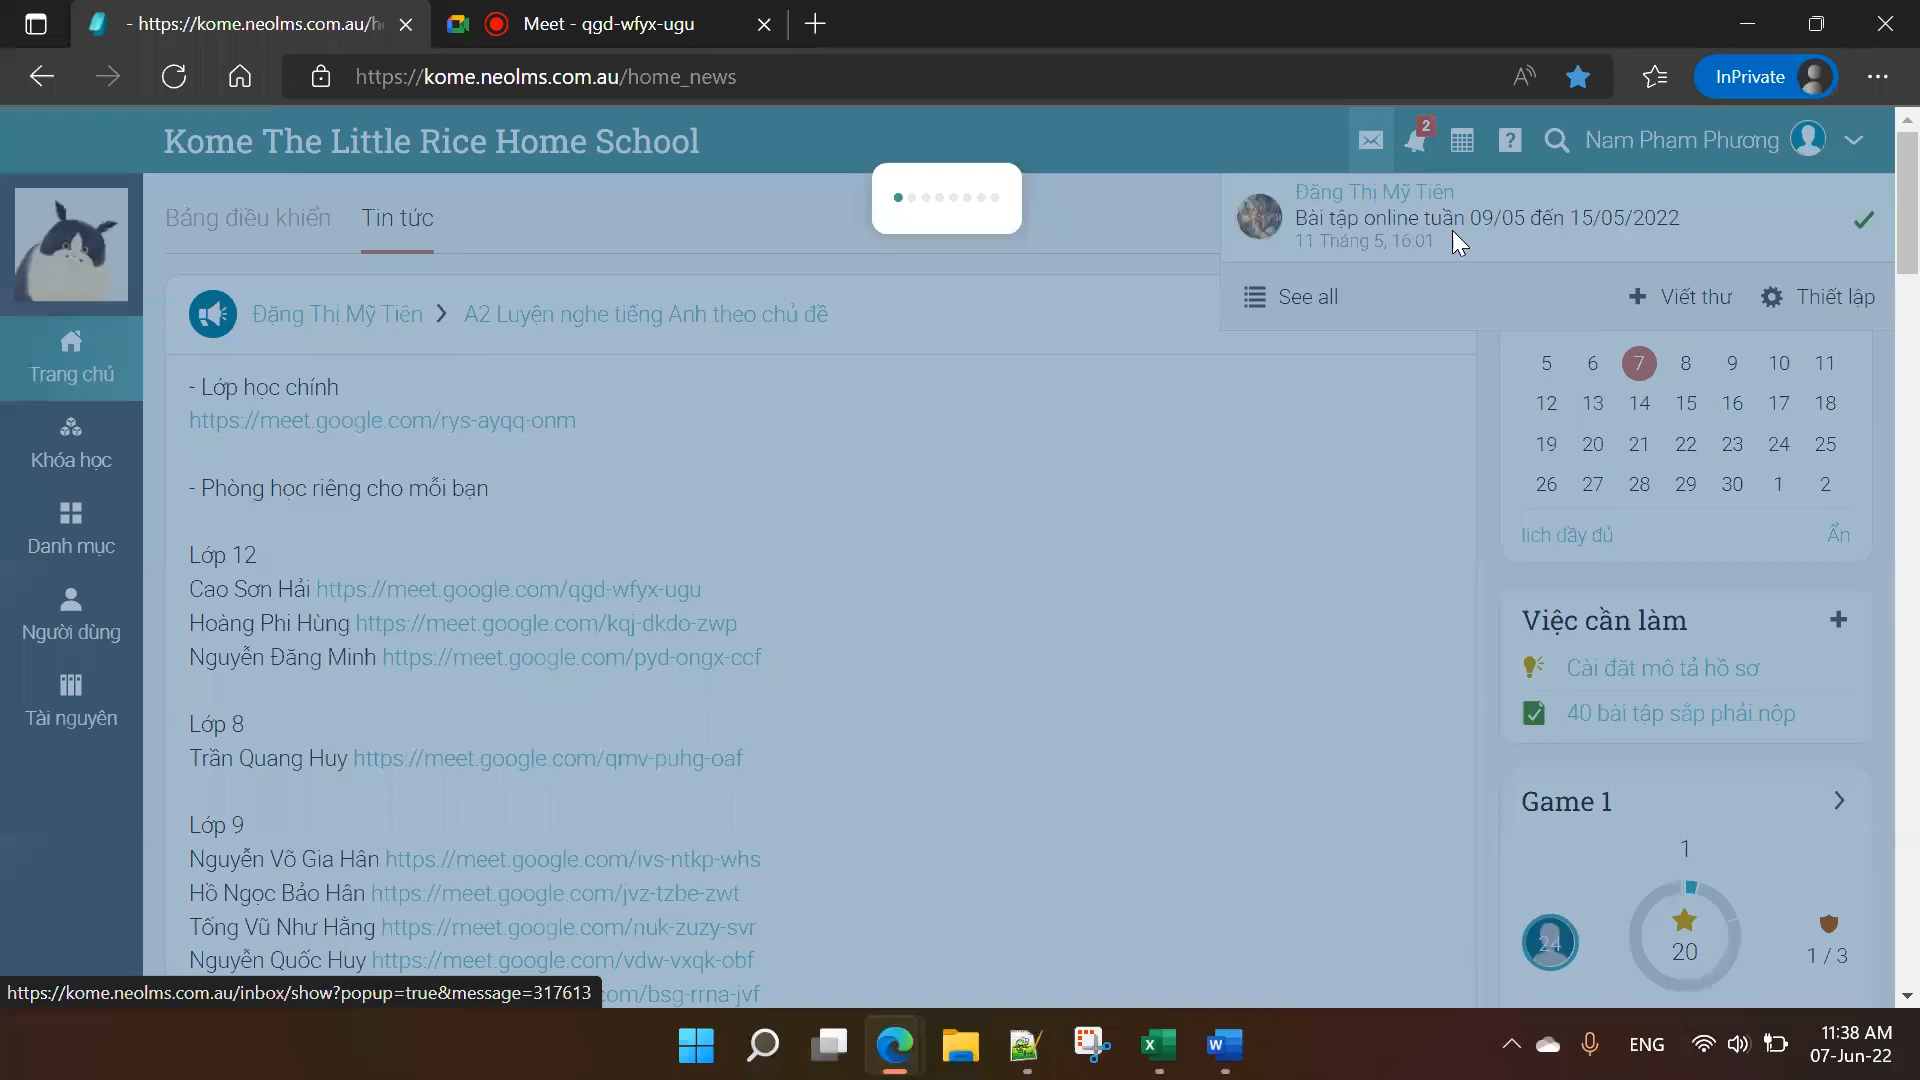 - https://kome.neolms.com.au/h
Meet - qgd-wfyx-ugu
https://kome.neolms.com.au/home_news
InPrivate
Kome The Little Rice Home School
2
Nam Phạm Phương
Bảng điều khiển
Tin tức
Đặng Thị Mỹ Tiên
Bài tập online tuần 09/05 đến 15/05/2022
11 Tháng 5, 16:01
See all
Viết thư
Thiết lập
Trang chủ
Khóa học
Danh mục
Người dùng
Tài nguyên
Đặng Thị Mỹ Tiên > A2 Luyện nghe tiếng Anh theo chủ đề
- Lớp học chính
https://meet.google.com/rys-ayqq-onm
- Phòng học riêng cho mỗi bạn
Lớp 12
Cao Sơn Hải https://meet.google.com/qgd-wfyx-ugu
Hoàng Phi Hùng https://meet.google.com/kqj-dkdo-zwp
Nguyễn Đăng Minh https://meet.google.com/pyd-ongx-ccf
Lớp 8
Trần Quang Huy https://meet.google.com/qmv-puhg-oaf
Lớp 9
Nguyễn Võ Gia Hân https://meet.google.com/ivs-ntkp-whs
Hồ Ngọc Bảo Hân https://meet.google.com/jvz-tzbe-zwt
Tống Vũ Như Hằng https://meet.google.com/nuk-zuzy-svr
Nguyễn Quốc Huy https://meet.google.com/vdw-vxqk-obf
com/bsg-rrna-jvf
5 6 7 8 9 10 11
12 13 14 15 16 17 18
19 20 21 22 23 24 25
26 27 28 29 30 1 2
lich đầy đủ
Ẩn
Việc cần làm
Cài đặt mô tả hồ sơ
40 bài tập sắp phải nộp
Game 1
1
24
20
1 / 3
https://kome.neolms.com.au/inbox/show?popup=true&message=317613
ENG
11:38 AM
07-Jun-22